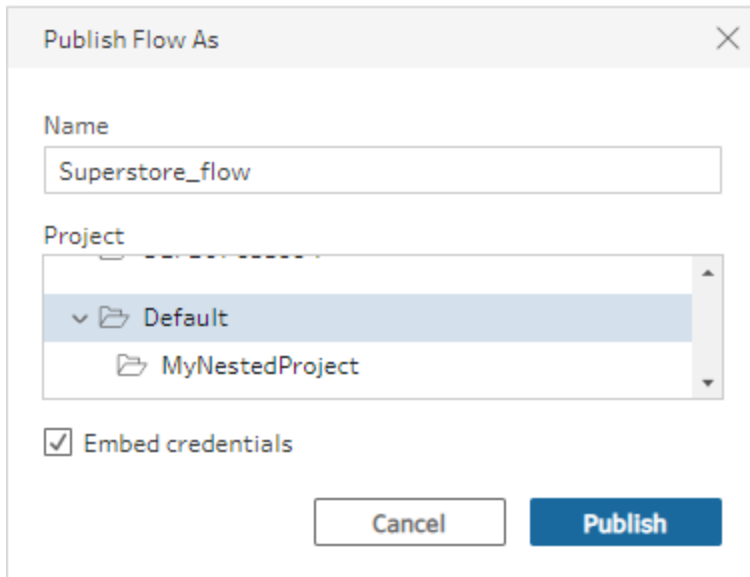 Publish Flow As
Name
Superstore_flow
Project
Default
MyNestedProject
Embed credentials
Cancel
Publish